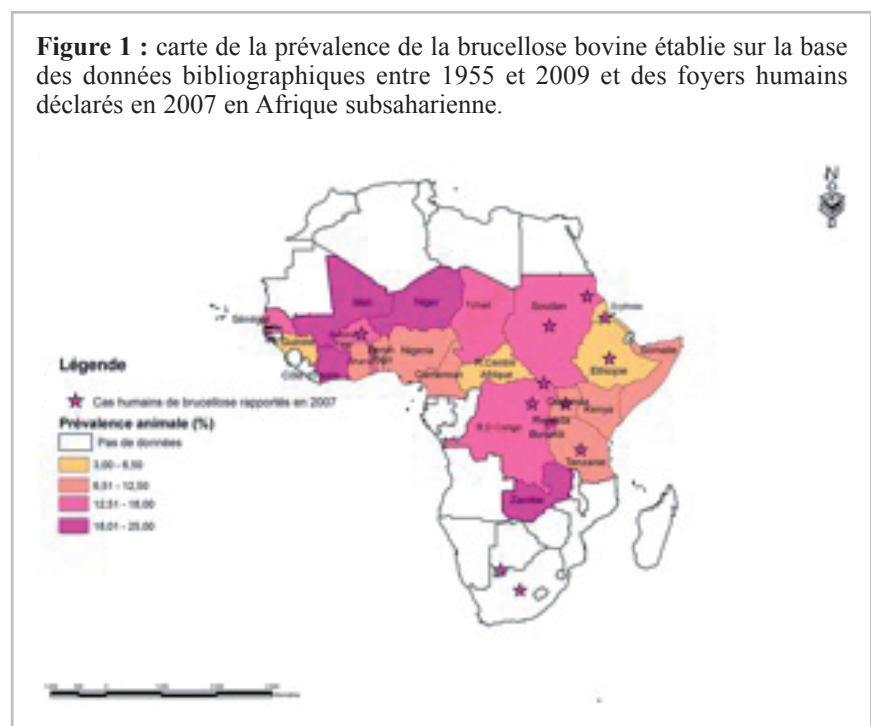 Figure 1 : carte de la prévalence de la brucellose bovine établie sur la base
des données bibliographiques entre 1955 et 2009 et des foyers humains
déclarés en 2007 en Afrique subsaharienne.
N
Mali
Niger
Tchad
Soudan
Sénégal
Nigeria
Cameroun
R.Centre
Afrique
Ethiopie
Somalie
Kenya
R.D Congo
Burundi
Tanzanie
Zambie
Légende
Cas humains de brucellose rapportés en 2007
Prévalence animale (%)
Pas de données
3,00 - 6,50
6,51 - 12,50
12,51 - 18,00
18,01 - 25,00